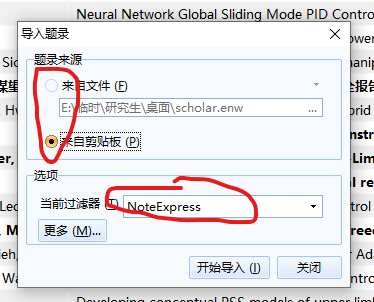 Neural Network Global Sliding Mode PID Contro
导入题录
题录来源
来自文件 (F)
E:\临时\研究生\桌面\scholar.enw
...
来自剪贴板 (P)
选项
当前过滤器 (T)
NoteExpress
更多 (M)...
开始导入 (I)
关闭
Developing conceptual PSS models of upper limb